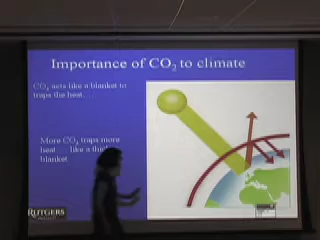 Importance of CO₂ to climate
CO₂ acts like a blanket to
traps the heat....
More CO₂ traps more
heat like a thick
blanket
RUTGERS